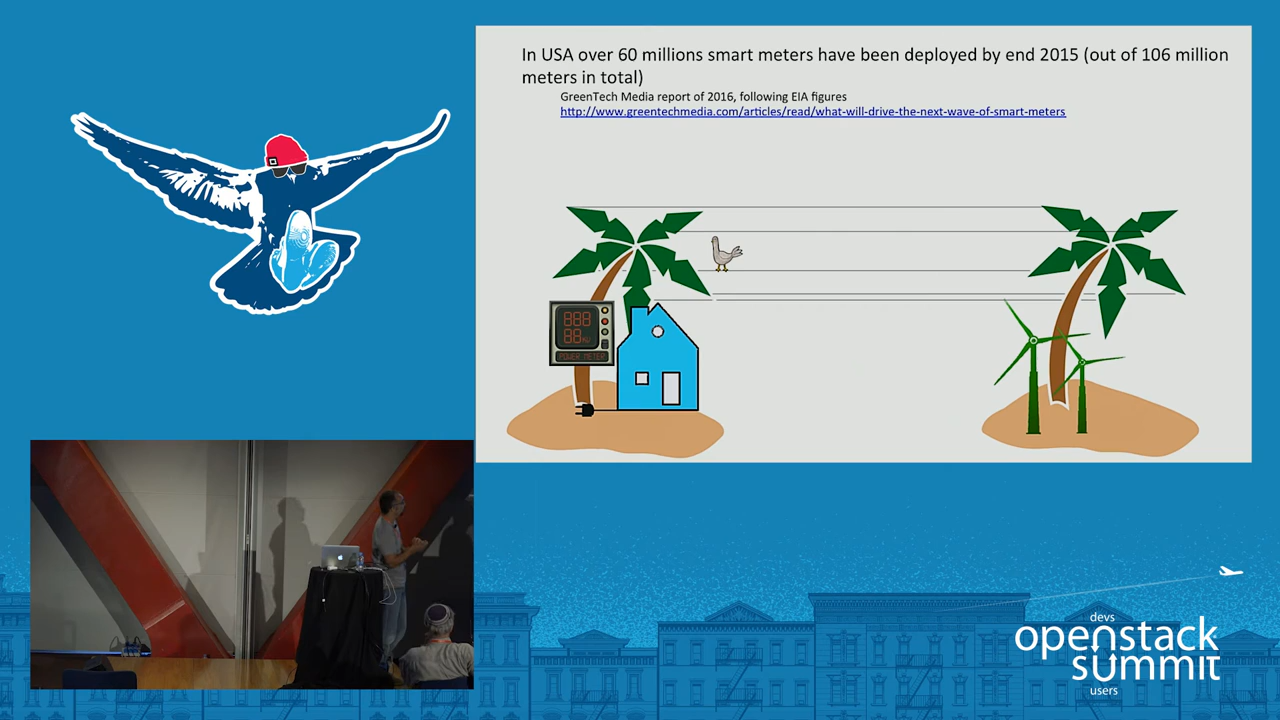 In USA over 60 millions smart meters have been deployed by end 2015 (out of 106 million
meters in total)
GreenTech Media report of 2016, following EIA figures
http://www.greentechmedia.com/articles/read/what-will-drive-the-next-wave-of-smart-meters
888
88KW
POWER METER
devs
openstack
summit
users